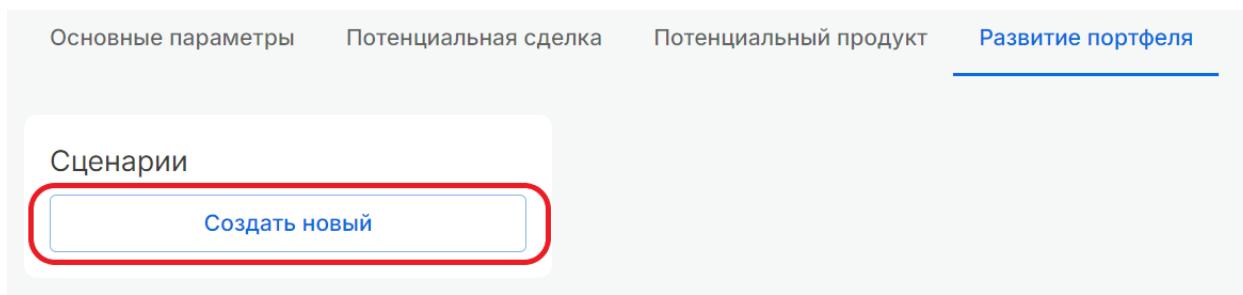 Основные параметры Потенциальная сделка Потенциальный продукт Развитие портфеля
Сценарии
Создать новый